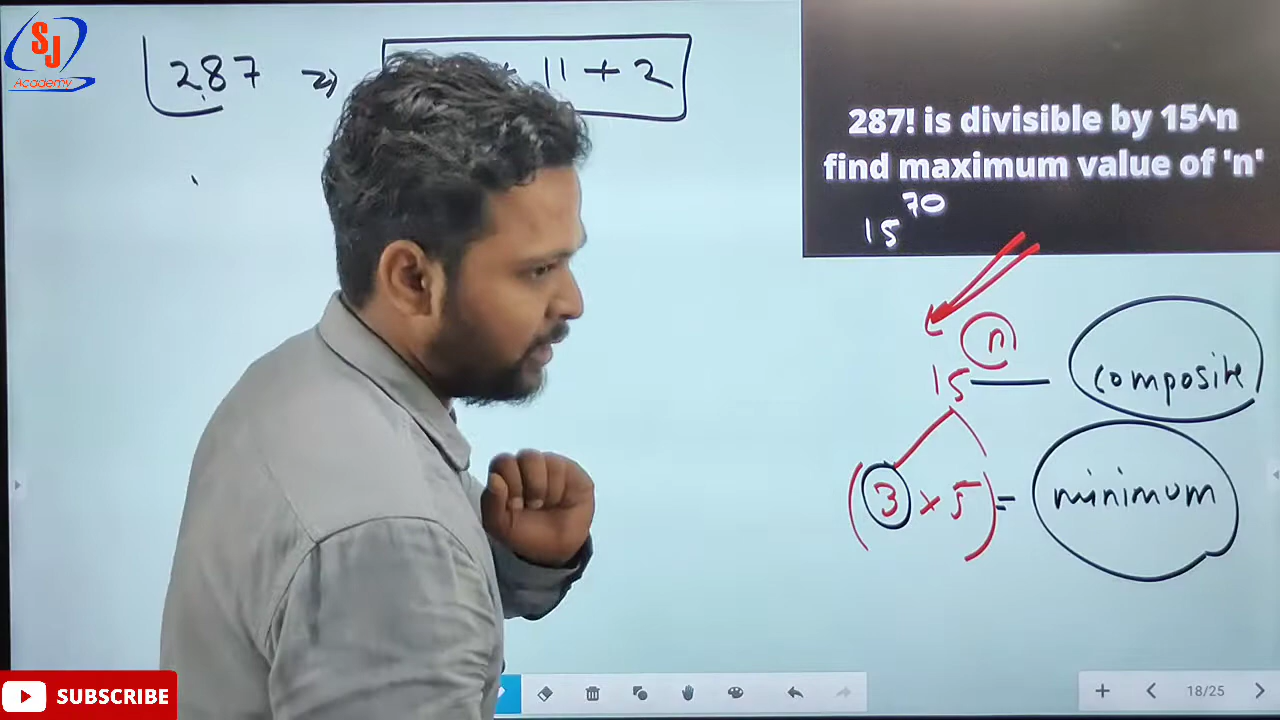 SJ
Academy
287 ⇒ + 11 + 2
287! is divisible by 15^n
find maximum value of 'n'
15^70
15^n — composite
(3 × 5) = minimum
SUBSCRIBE
18/25